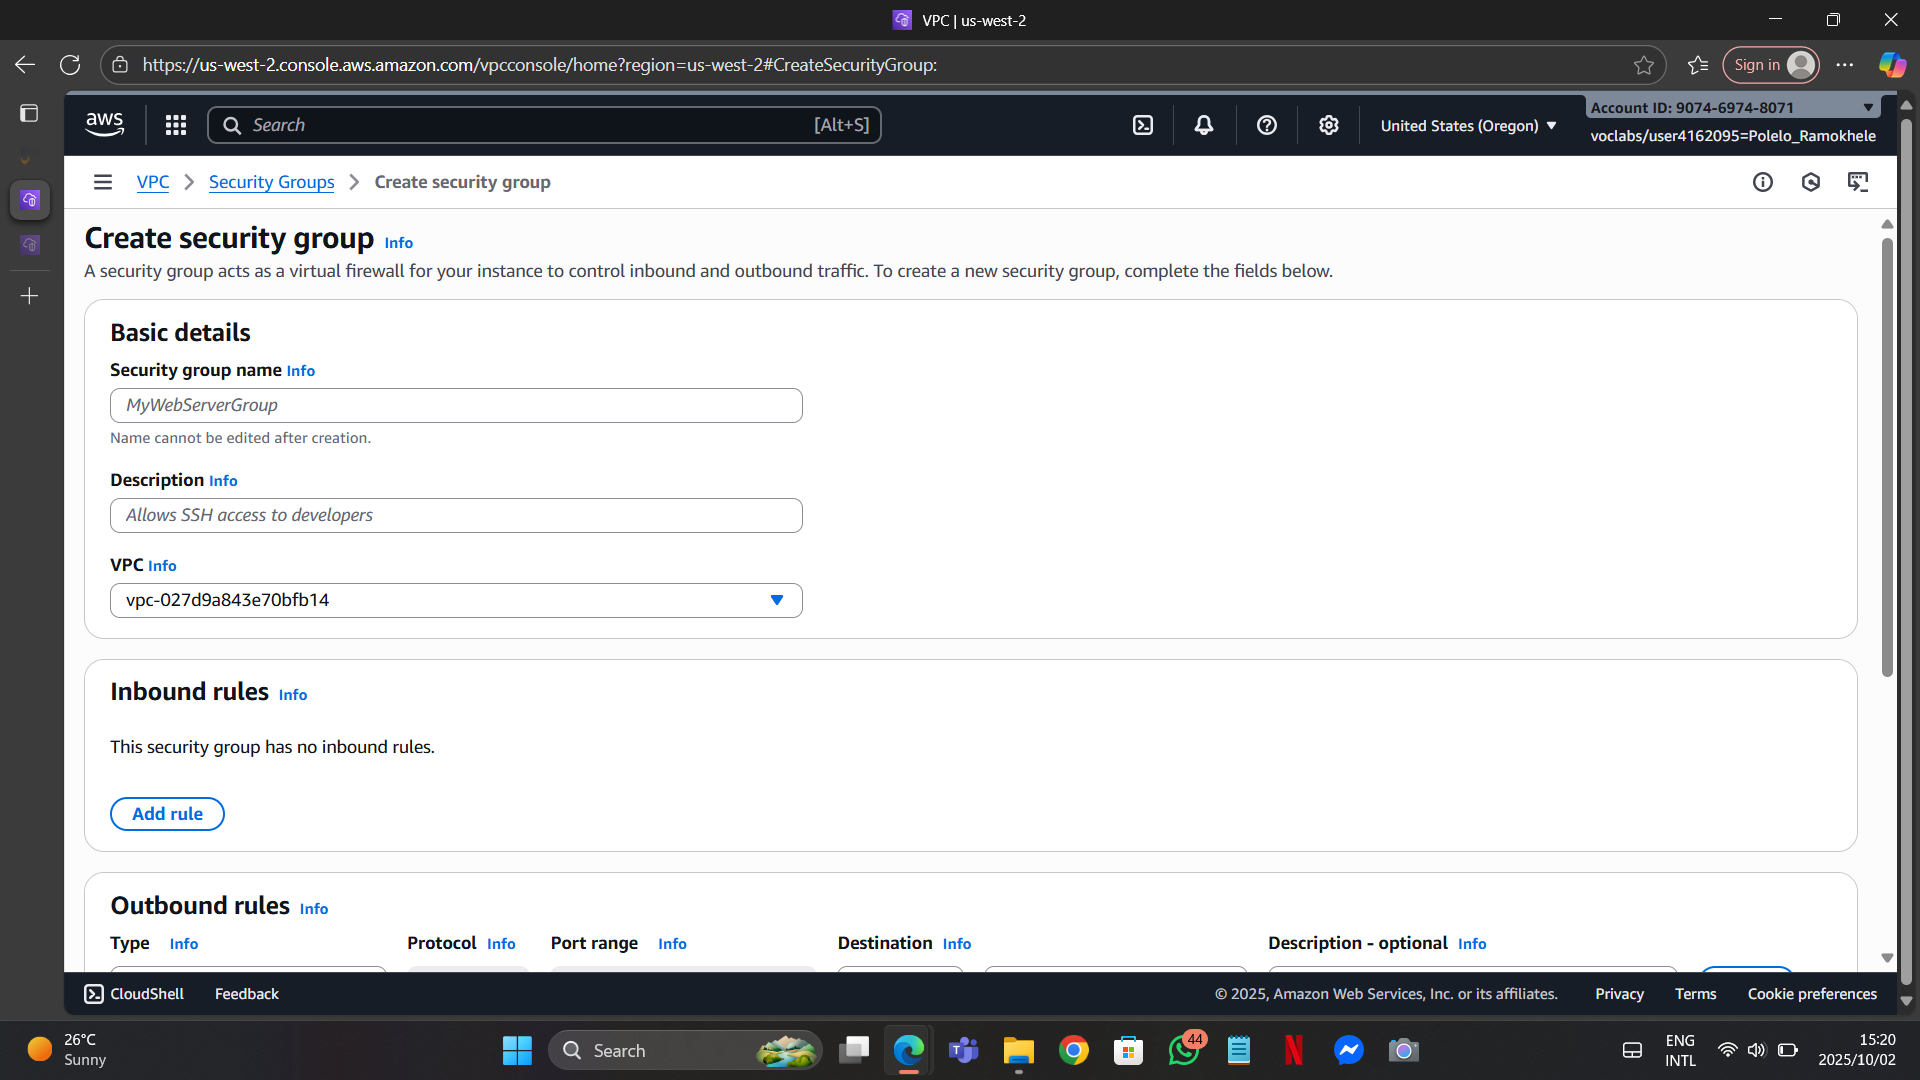 VPC | us-west-2
https://us-west-2.console.aws.amazon.com/vpcconsole/home?region=us-west-2#CreateSecurityGroup:
Sign in
aws
Search [Alt+S]
United States (Oregon)
Account ID: 9074-6974-8071
voclabs/user4162095=Polelo_Ramokhele
VPC > Security Groups > Create security group
Create security group Info
A security group acts as a virtual firewall for your instance to control inbound and outbound traffic. To create a new security group, complete the fields below.
Basic details
Security group name Info
MyWebServerGroup
Name cannot be edited after creation.
Description Info
Allows SSH access to developers
VPC Info
vpc-027d9a843e70bfb14
Inbound rules Info
This security group has no inbound rules.
Add rule
Outbound rules Info
Type Info Protocol Info Port range Info Destination Info Description - optional Info
CloudShell Feedback © 2025, Amazon Web Services, Inc. or its affiliates. Privacy Terms Cookie preferences
26°C
Sunny
Search
44
ENG
INTL
15:20
2025/10/02